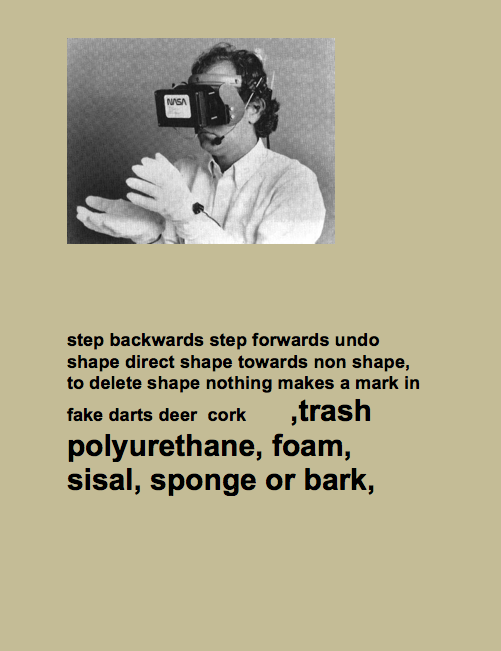 NASA
step backwards step forwards undo
shape direct shape towards non shape,
to delete shape nothing makes a mark in
fake darts deer cork ,trash
polyurethane, foam,
sisal, sponge or bark,